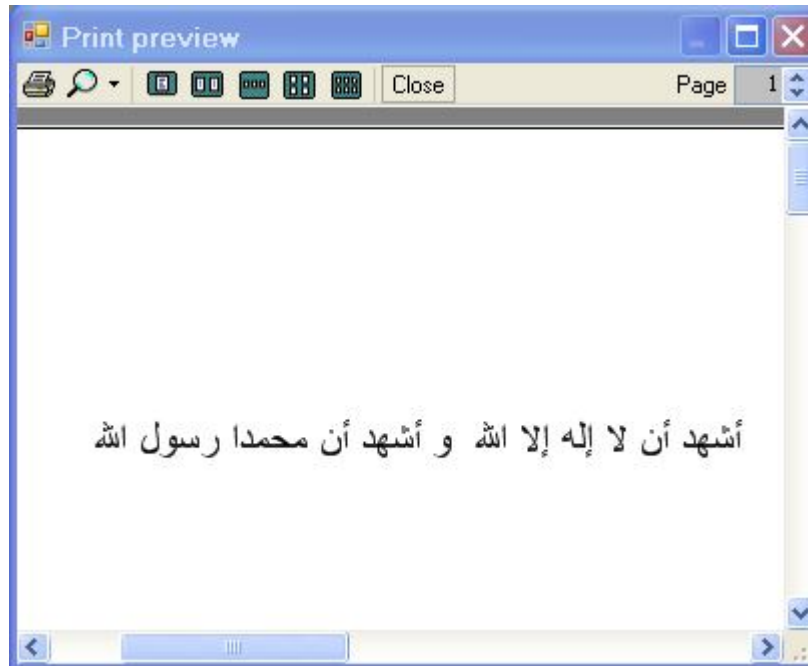 Print preview
Close Page 1
أشهد أن لا إله إلا الله و أشهد أن محمدا رسول الله